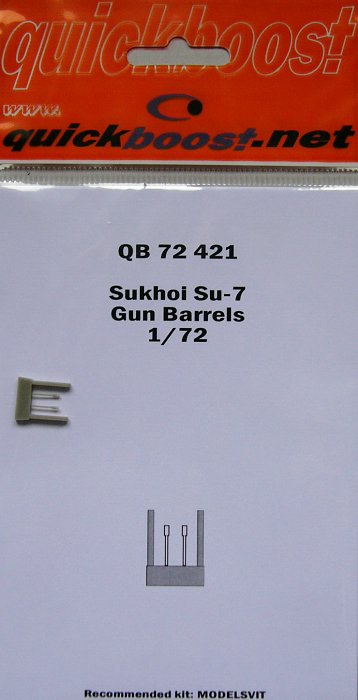 quickboost
www.
quickboost.net
QB 72 421
Sukhoi Su-7
Gun Barrels
1/72
Recommended kit: MODELSVIT